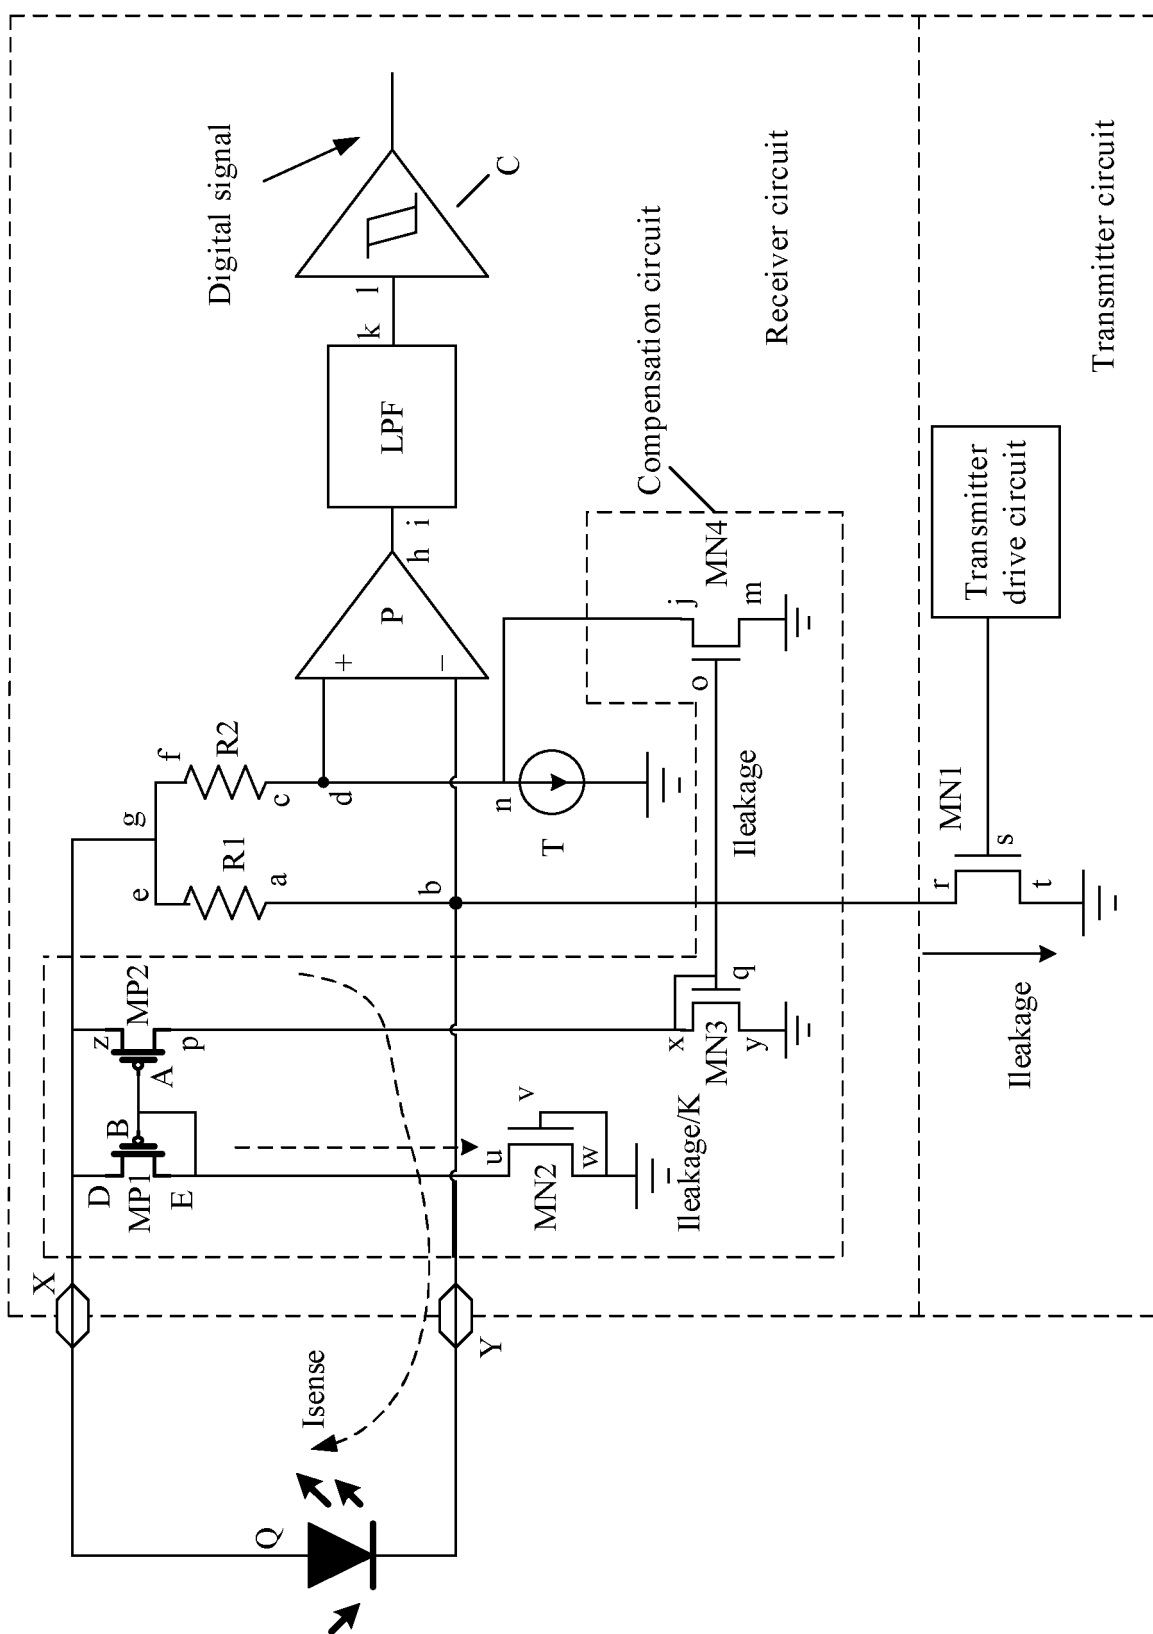 Digital signal
C
l
k
LPF
i
h
P
+
−
Compensation circuit
Receiver circuit
Transmitter circuit
MN4
j
m
o
Transmitter
drive circuit
f
R2
c
d
g
e
R1
a
b
n
T
Ileakage
MN1
r
s
t
Ileakage
MP2
z
p
A
B
D
MP1
E
q
x
MN3
y
v
u
w
MN2
Ileakage/K
X
Y
Isense
Q